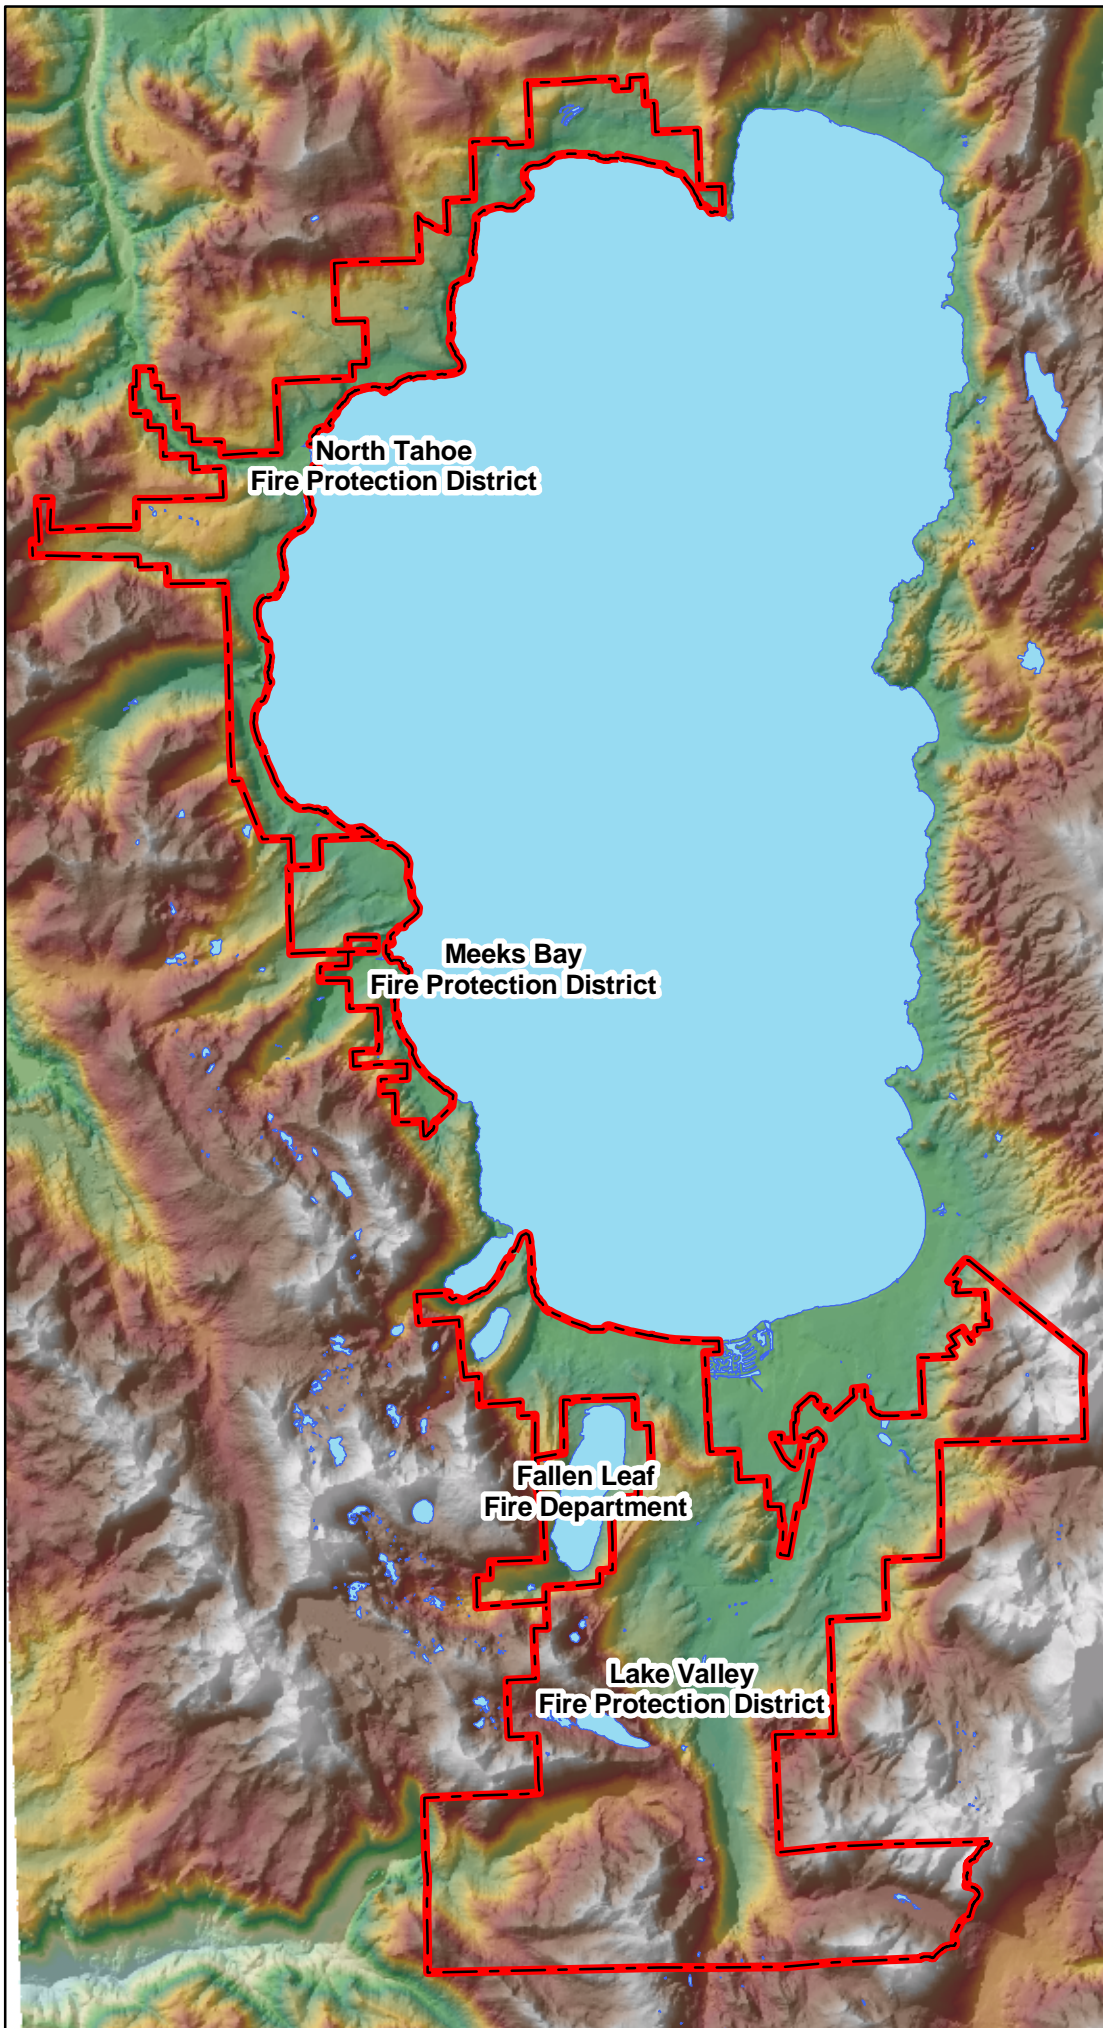 North Tahoe
Fire Protection District
Meeks Bay
Fire Protection District
Fallen Leaf
Fire Department
Lake Valley
Fire Protection District